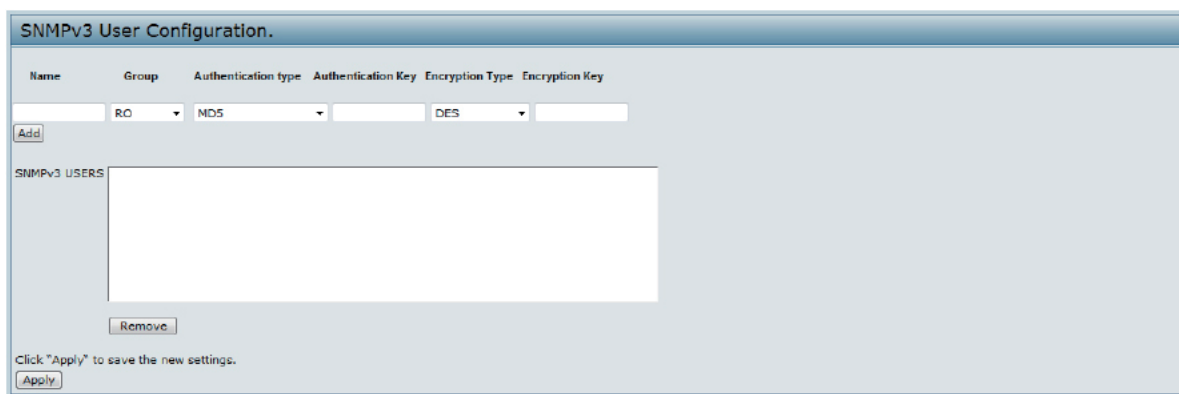 SNMPv3 User Configuration.
Name Group Authentication type Authentication Key Encryption Type Encryption Key
RO MD5 DES
Add
SNMPv3 USERS
Remove
Click "Apply" to save the new settings.
Apply